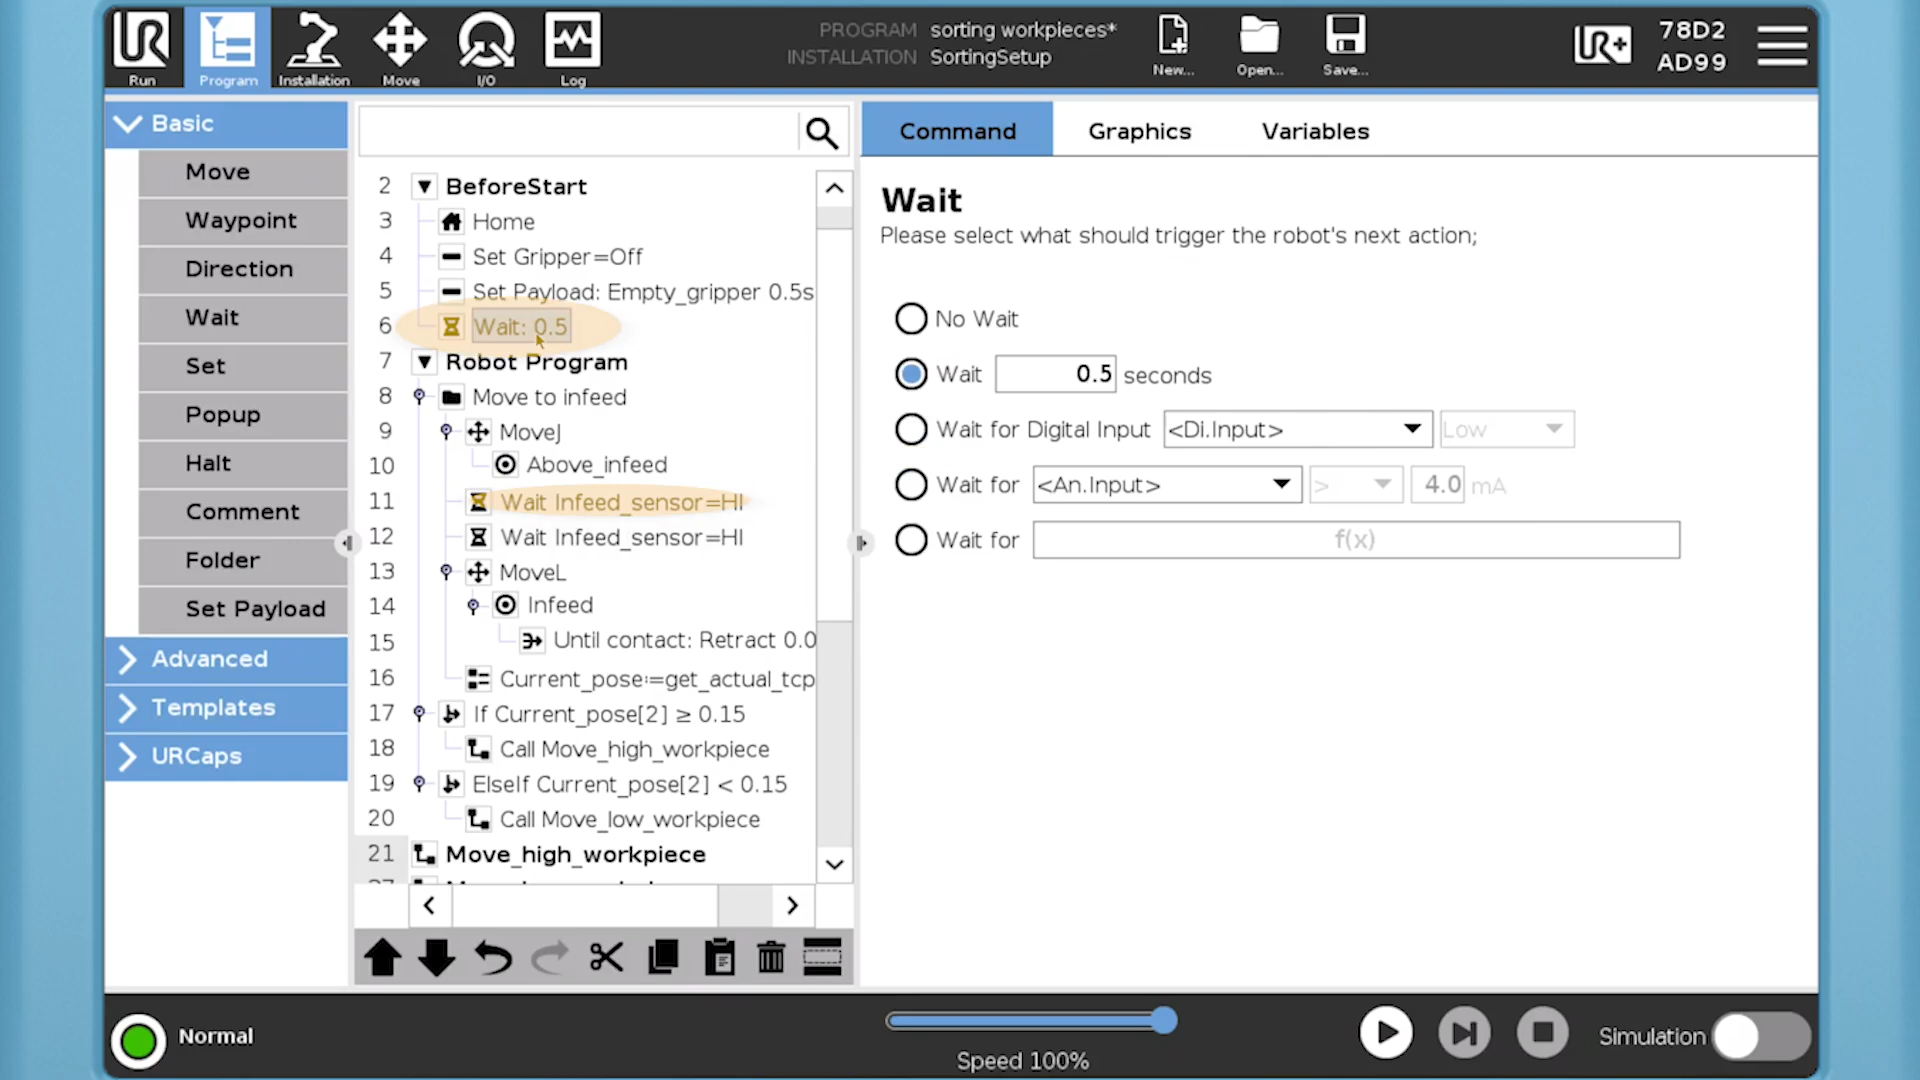 UR
Run
Program
Installation
Move
I/O
Log
PROGRAM sorting workpieces*
INSTALLATION SortingSetup
New...
Open...
Save...
UR+
78D2
AD99
Basic
Move
Waypoint
Direction
Wait
Set
Popup
Halt
Comment
Folder
Set Payload
Advanced
Templates
URCaps
2 BeforeStart
3 Home
4 Set Gripper=Off
5 Set Payload: Empty_gripper 0.5s
6 Wait: 0.5
7 Robot Program
8 Move to infeed
9 MoveJ
10 Above_infeed
11 Wait Infeed_sensor=HI
12 Wait Infeed_sensor=HI
13 MoveL
14 Infeed
15 Until contact: Retract 0.0
16 Current_pose:=get_actual_tcp
17 If Current_pose[2] ≥ 0.15
18 Call Move_high_workpiece
19 ElseIf Current_pose[2] < 0.15
20 Call Move_low_workpiece
21 Move_high_workpiece
Command
Graphics
Variables
Wait
Please select what should trigger the robot's next action;
No Wait
Wait 0.5 seconds
Wait for Digital Input <Di.Input> Low
Wait for <An.Input> > 4.0 mA
Wait for f(x)
Normal
Speed 100%
Simulation